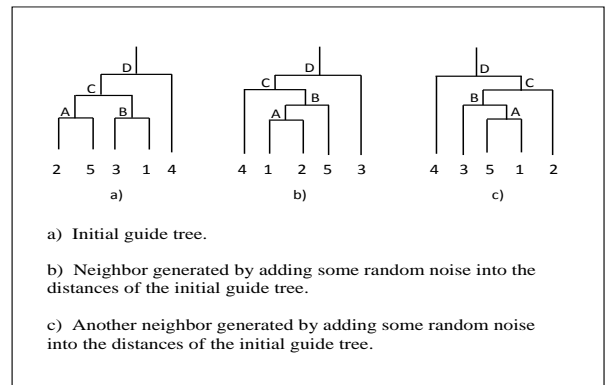 D D D
C C C
B B
A B A A
2 5 3 1 4 4 1 2 5 3 4 3 5 1 2
a) b) c)
a) Initial guide tree.
b) Neighbor generated by adding some random noise into the
distances of the initial guide tree.
c) Another neighbor generated by adding some random noise
into the distances of the initial guide tree.